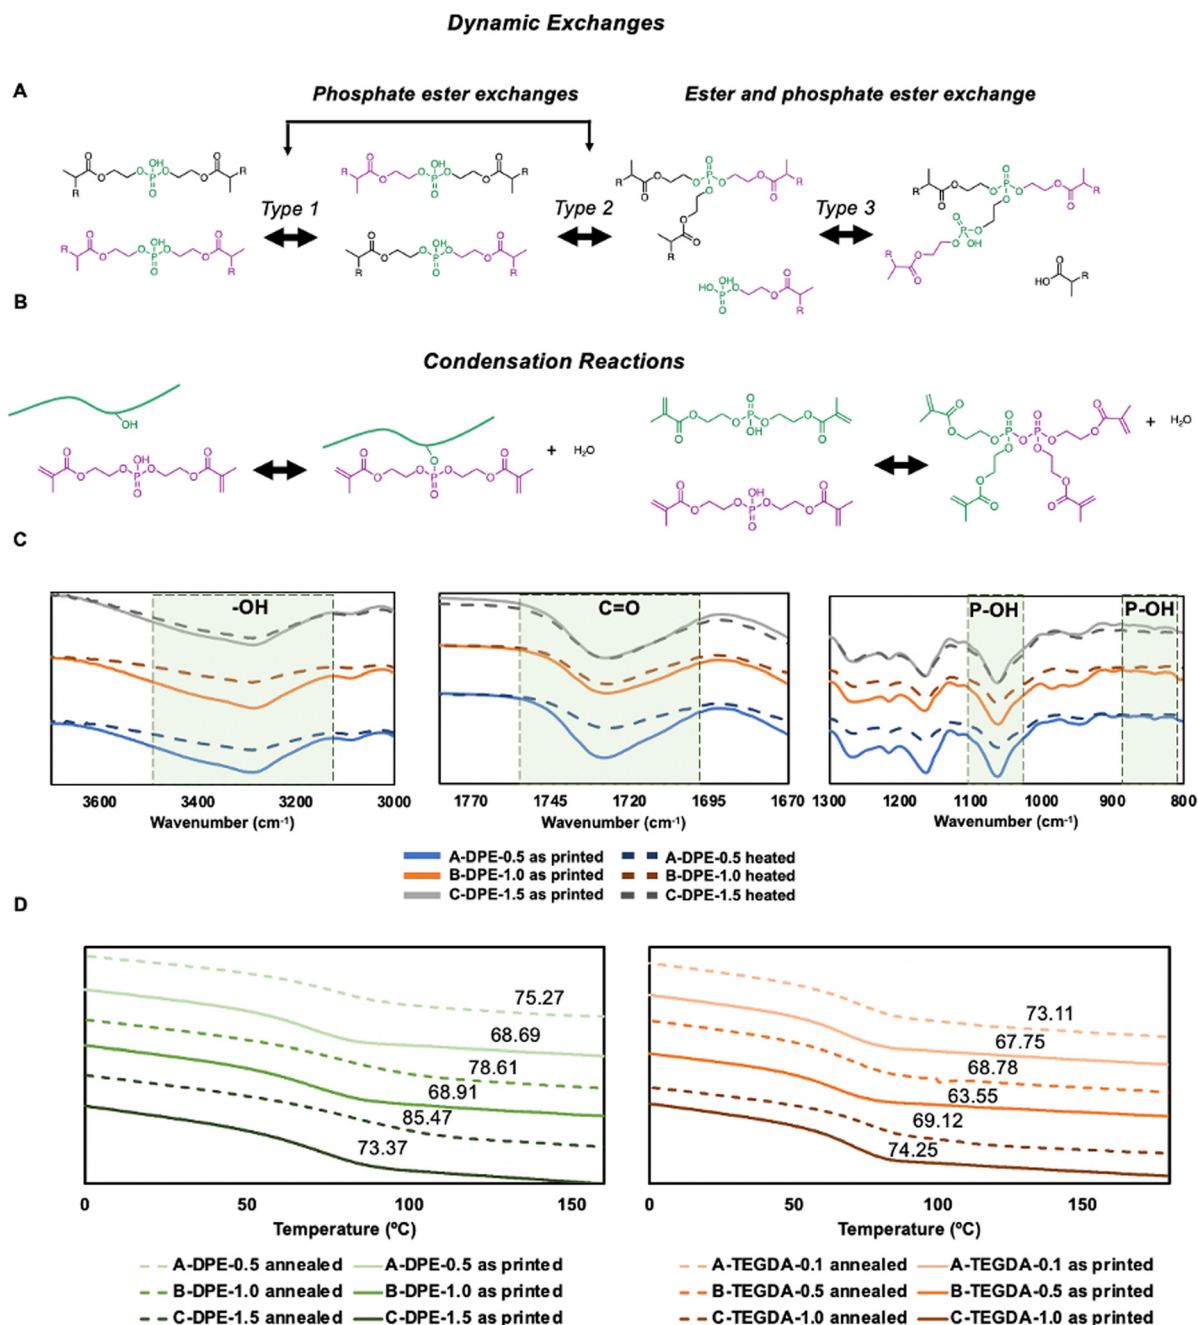 Dynamic Exchanges
A
Phosphate ester exchanges
Ester and phosphate ester exchange
Type 1
Type 2
Type 3
B
Condensation Reactions
OH
+ H₂O
+ H₂O
C
-OH
C=O
P-OH
P-OH
3600 3400 3200 3000
Wavenumber (cm⁻¹)
1770 1745 1720 1695 1670
Wavenumber (cm⁻¹)
1300 1200 1100 1000 900 800
Wavenumber (cm⁻¹)
A-DPE-0.5 as printed
A-DPE-0.5 heated
B-DPE-1.0 as printed
B-DPE-1.0 heated
C-DPE-1.5 as printed
C-DPE-1.5 heated
D
75.27
68.69
78.61
68.91
85.47
73.37
0 50 100 150
Temperature (ºC)
73.11
67.75
68.78
63.55
69.12
74.25
0 50 100 150
Temperature (ºC)
A-DPE-0.5 annealed
A-DPE-0.5 as printed
B-DPE-1.0 annealed
B-DPE-1.0 as printed
C-DPE-1.5 annealed
C-DPE-1.5 as printed
A-TEGDA-0.1 annealed
A-TEGDA-0.1 as printed
B-TEGDA-0.5 annealed
B-TEGDA-0.5 as printed
C-TEGDA-1.0 annealed
C-TEGDA-1.0 as printed